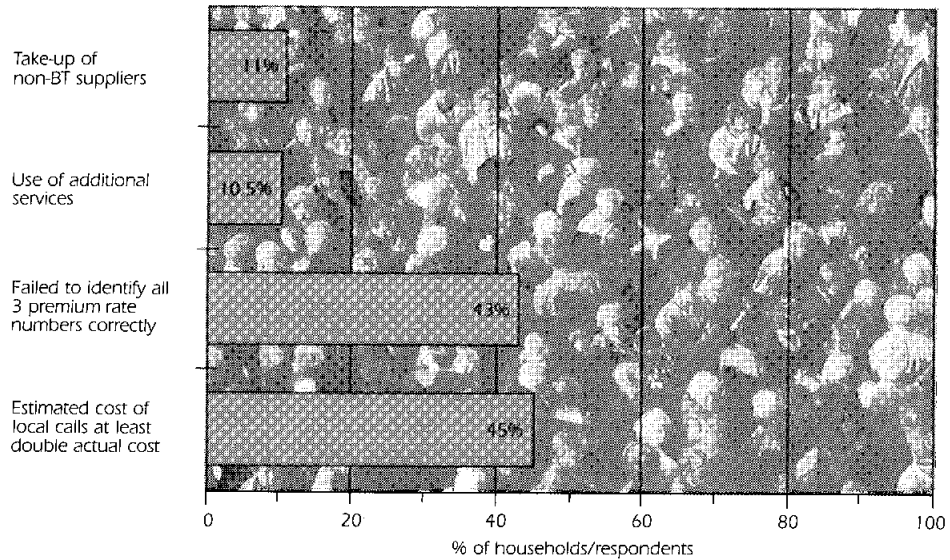 Take-up of
non-BT suppliers
11%
Use of additional
services
10.5%
Failed to identify all
3 premium rate
numbers correctly
43%
Estimated cost of
local calls at least
double actual cost
45%
0 20 40 60 80 100
% of households/respondents